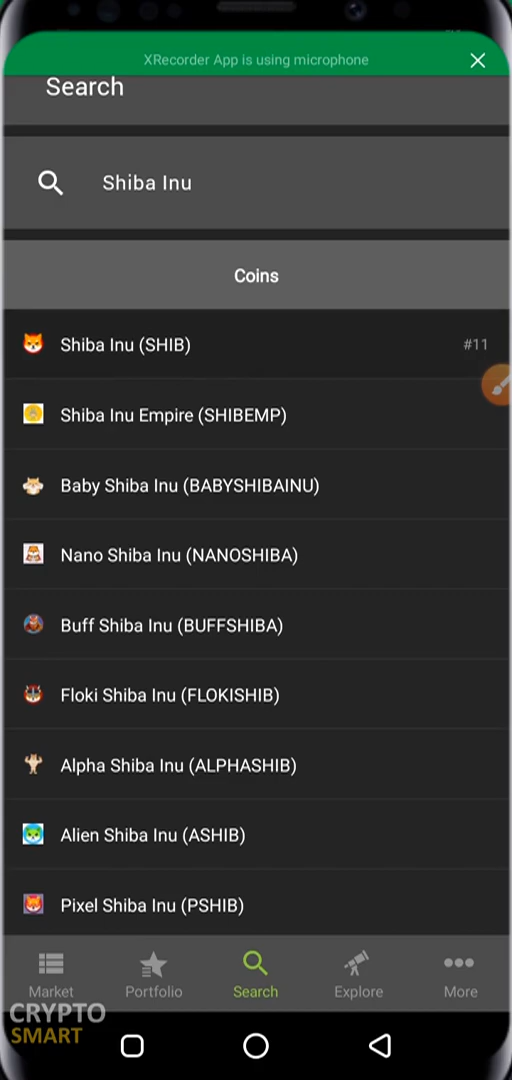 XRecorder App is using microphone
Search
Shiba Inu
Coins
Shiba Inu (SHIB)
#11
Shiba Inu Empire (SHIBEMP)
Baby Shiba Inu (BABYSHIBAINU)
Nano Shiba Inu (NANOSHIBA)
Buff Shiba Inu (BUFFSHIBA)
Floki Shiba Inu (FLOKISHIB)
Alpha Shiba Inu (ALPHASHIB)
Alien Shiba Inu (ASHIB)
Pixel Shiba Inu (PSHIB)
Market Portfolio Search Explore More
CRYPTO
SMART